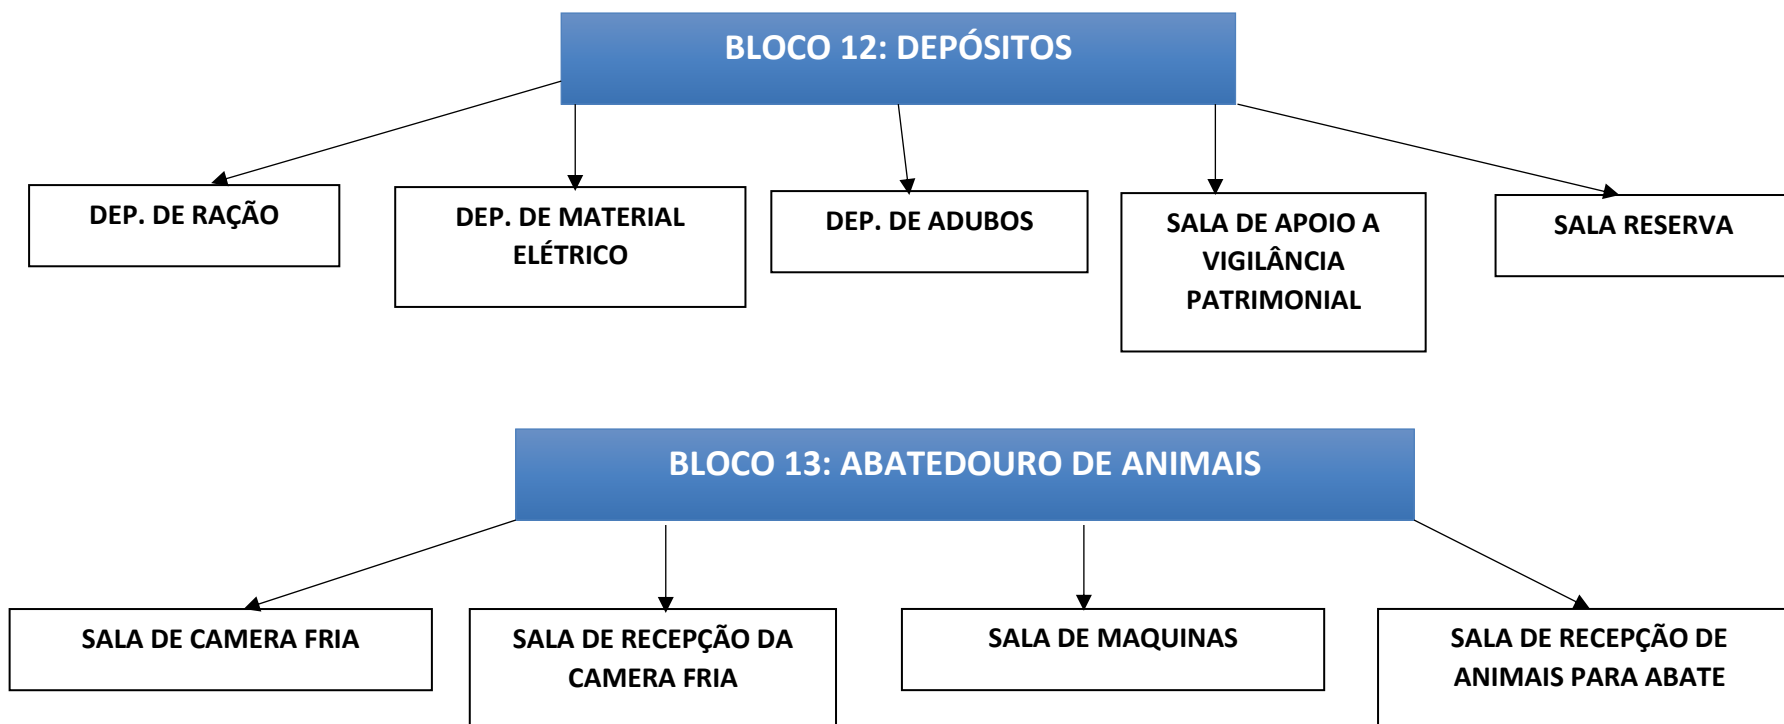 BLOCO 12: DEPÓSITOS
DEP. DE RAÇÃO
DEP. DE MATERIAL
ELÉTRICO
DEP. DE ADUBOS
SALA DE APOIO A
VIGILÂNCIA
PATRIMONIAL
SALA RESERVA
BLOCO 13: ABATEDOURO DE ANIMAIS
SALA DE CAMERA FRIA
SALA DE RECEPÇÃO DA
CAMERA FRIA
SALA DE MAQUINAS
SALA DE RECEPÇÃO DE
ANIMAIS PARA ABATE